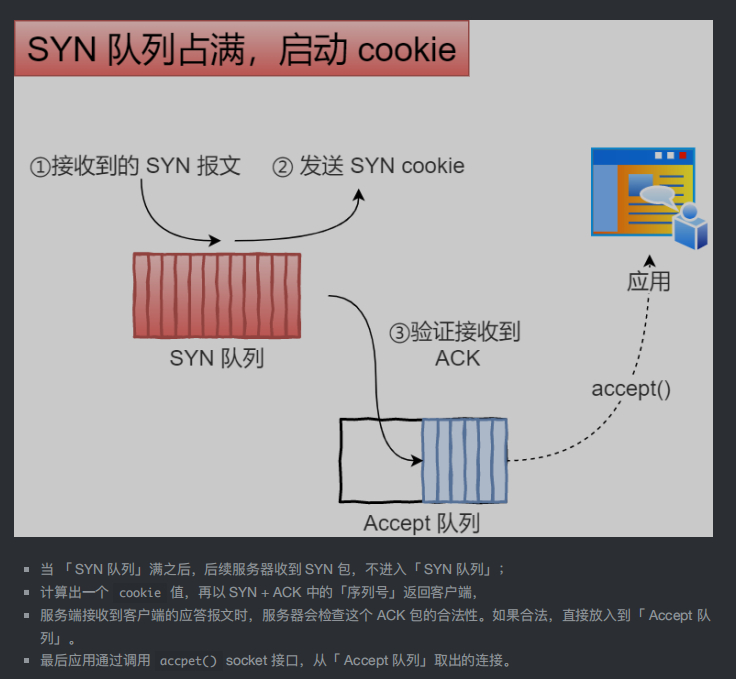 SYN 队列占满，启动 cookie
①接收到的 SYN 报文
② 发送 SYN cookie
应用
③验证接收到
ACK
SYN 队列
accept()
Accept 队列
当 「 SYN 队列」满之后，后续服务器收到 SYN 包，不进入「 SYN 队列」；
计算出一个 cookie 值，再以 SYN + ACK 中的「序列号」返回客户端，
服务端接收到客户端的应答报文时，服务器会检查这个 ACK 包的合法性。如果合法，直接放入到「 Accept 队
列」。
最后应用通过调用 accpet() socket 接口，从「 Accept 队列」取出的连接。